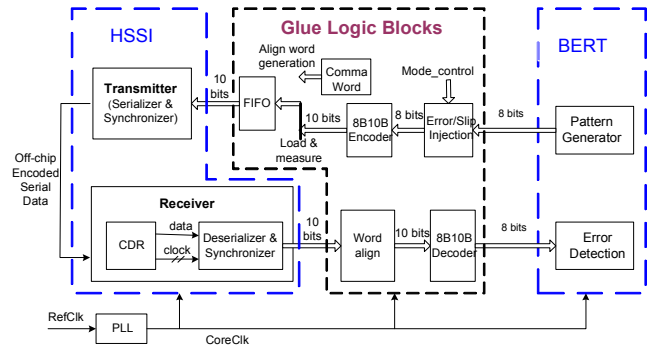 HSSI
Glue Logic Blocks
BERT
Align word
generation
Comma
Word
Mode_control
Transmitter
(Serializer &
Synchronizer)
10
bits
FIFO
10 bits
8B10B
Encoder
8 bits
Error/Slip
Injection
8 bits
Pattern
Generator
Load &
measure
Off-chip
Encoded
Serial
Data
Receiver
CDR
data
clock
Deserializer &
Synchronizer
10
bits
Word
align
10 bits
8B10B
Decoder
8 bits
Error
Detection
RefClk
PLL
CoreClk